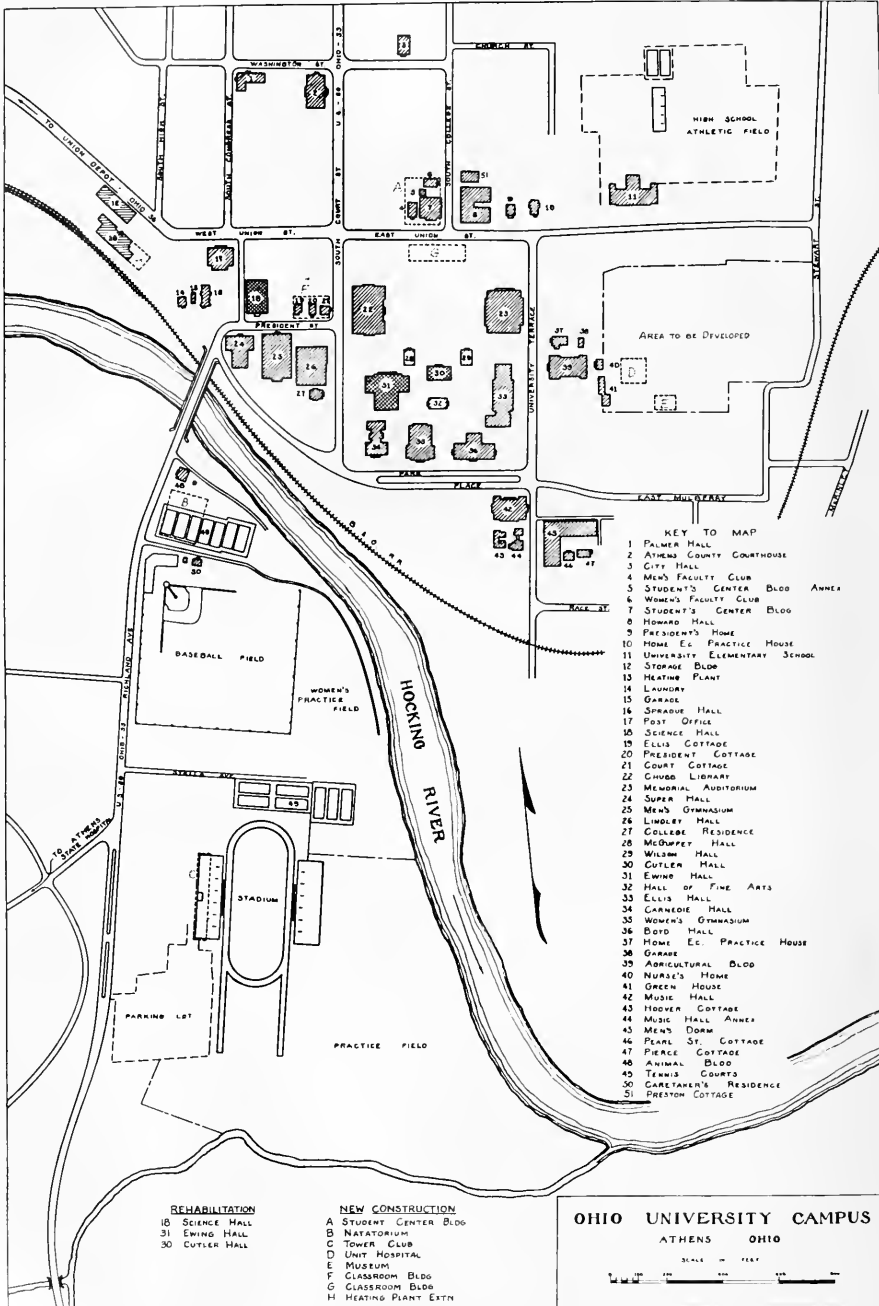 CHURCH ST.
WASHINGTON ST.
OHIO-33
U.S.-50
SOUTH HIGH ST.
SOUTH CONGRESS ST.
SOUTH COURT ST
SOUTH COLLEGE ST.
HIGH SCHOOL
ATHLETIC FIELD
STEWART ST.
TO UNION DEPOT - OHIO 56
WEST UNION ST.
EAST UNION ST.
PRESIDENT ST
UNIVERSITY TERRACE
AREA TO BE DEVELOPED
PARK
PLACE
EAST MULBERRY
B & O R R
RACE ST.
BASEBALL FIELD
WOMEN'S
PRACTICE
FIELD
HOCKING
RIVER
U.S.-50 OHIO-33 RICHLAND AVE
TO ATHENS
STATE HOSPITAL
STADIUM
PARKING LOT
PRACTICE FIELD
KEY TO MAP
1 PALMER HALL
2 ATHENS COUNTY COURTHOUSE
3 CITY HALL
4 MEN'S FACULTY CLUB
5 STUDENT'S CENTER BLDG ANNEX
6 WOMEN'S FACULTY CLUB
7 STUDENT'S CENTER BLDG
8 HOWARD HALL
9 PRESIDENT'S HOME
10 HOME EC PRACTICE HOUSE
11 UNIVERSITY ELEMENTARY SCHOOL
12 STORAGE BLDG
13 HEATING PLANT
14 LAUNDRY
15 GARAGE
16 SPRAGUE HALL
17 POST OFFICE
18 SCIENCE HALL
19 ELLIS COTTAGE
20 PRESIDENT COTTAGE
21 COURT COTTAGE
22 CHUBB LIBRARY
23 MEMORIAL AUDITORIUM
24 SUPER HALL
25 MEN'S GYMNASIUM
26 LINDLEY HALL
27 COLLEGE RESIDENCE
28 McGUFFEY HALL
29 WILSON HALL
30 CUTLER HALL
31 EWING HALL
32 HALL OF FINE ARTS
33 ELLIS HALL
34 CARNEGIE HALL
35 WOMEN'S GYMNASIUM
36 BOYD HALL
37 HOME EC. PRACTICE HOUSE
38 GARAGE
39 AGRICULTURAL BLDG
40 NURSE'S HOME
41 GREEN HOUSE
42 MUSIC HALL
43 HOOVER COTTAGE
44 MUSIC HALL ANNEX
45 MEN'S DORM
46 PEARL ST. COTTAGE
47 PIERCE COTTAGE
48 ANIMAL BLDG
49 TENNIS COURTS
50 CARETAKER'S RESIDENCE
51 PRESTON COTTAGE
REHABILITATION
18 SCIENCE HALL
31 EWING HALL
30 CUTLER HALL
NEW CONSTRUCTION
A STUDENT CENTER BLDG
B NATATORIUM
C TOWER CLUB
D UNIT HOSPITAL
E MUSEUM
F CLASSROOM BLDG
G CLASSROOM BLDG
H HEATING PLANT EXTN
OHIO UNIVERSITY CAMPUS
ATHENS OHIO
SCALE IN FEET